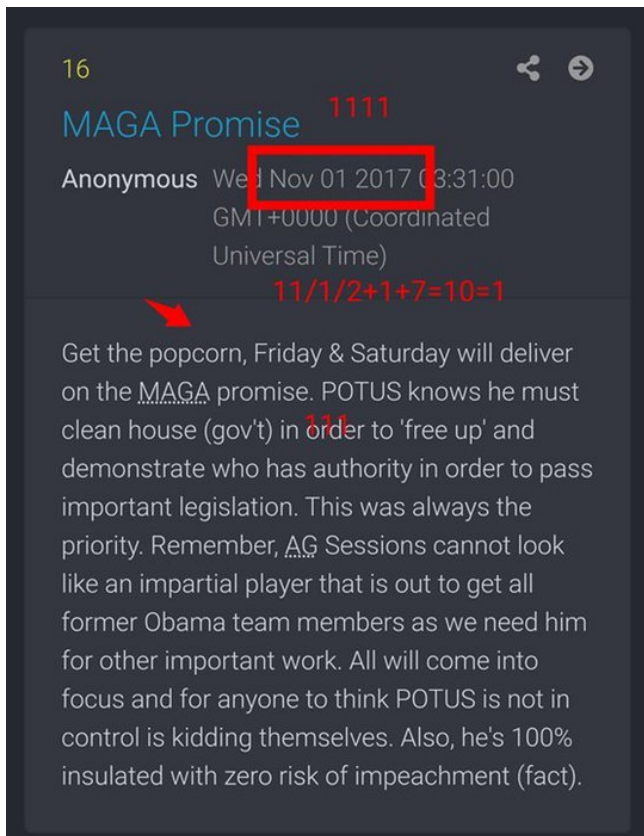 16
MAGA Promise 1111
Anonymous Wed Nov 01 2017 03:31:00
GMT+0000 (Coordinated
Universal Time)
11/1/2+1+7=10=1
Get the popcorn, Friday & Saturday will deliver
on the MAGA promise. POTUS knows he must
clean house (gov't) in order to 'free up' and
111
demonstrate who has authority in order to pass
important legislation. This was always the
priority. Remember, AG Sessions cannot look
like an impartial player that is out to get all
former Obama team members as we need him
for other important work. All will come into
focus and for anyone to think POTUS is not in
control is kidding themselves. Also, he's 100%
insulated with zero risk of impeachment (fact).